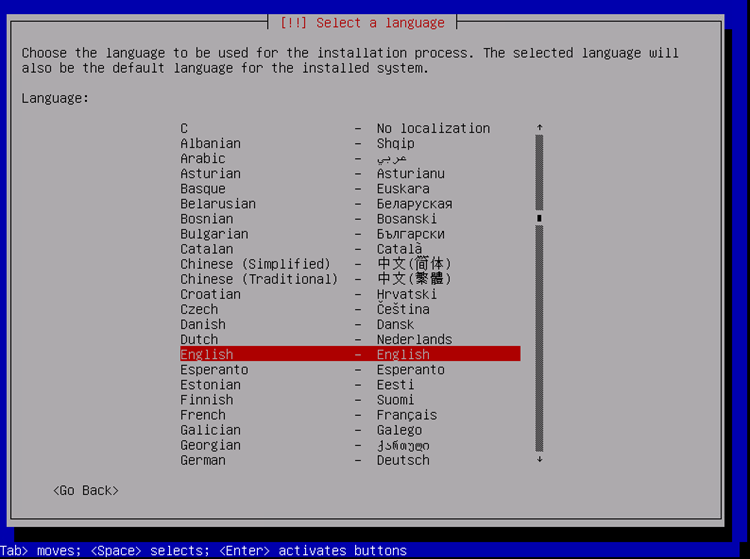 [!!] Select a language
Choose the language to be used for the installation process. The selected language will
also be the default language for the installed system.
Language:
C - No localization
Albanian - Shqip
Arabic - عربي
Asturian - Asturianu
Basque - Euskara
Belarusian - Беларуская
Bosnian - Bosanski
Bulgarian - Български
Catalan - Català
Chinese (Simplified) - 中文(简体)
Chinese (Traditional) - 中文(繁體)
Croatian - Hrvatski
Czech - Čeština
Danish - Dansk
Dutch - Nederlands
English - English
Esperanto - Esperanto
Estonian - Eesti
Finnish - Suomi
French - Français
Galician - Galego
Georgian - ქართული
German - Deutsch
<Go Back>
Tab> moves; <Space> selects; <Enter> activates buttons